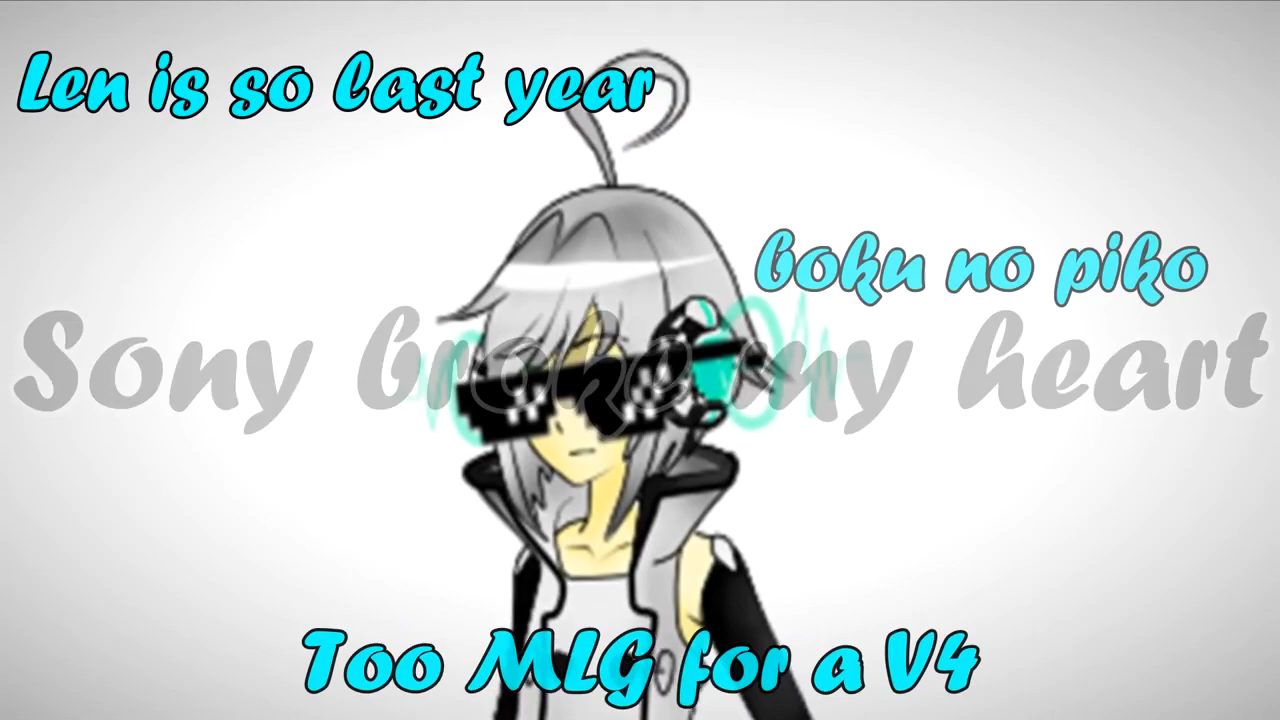 Len is so last year
boku no piko
Sony broke my heart
Too MLG for a V4